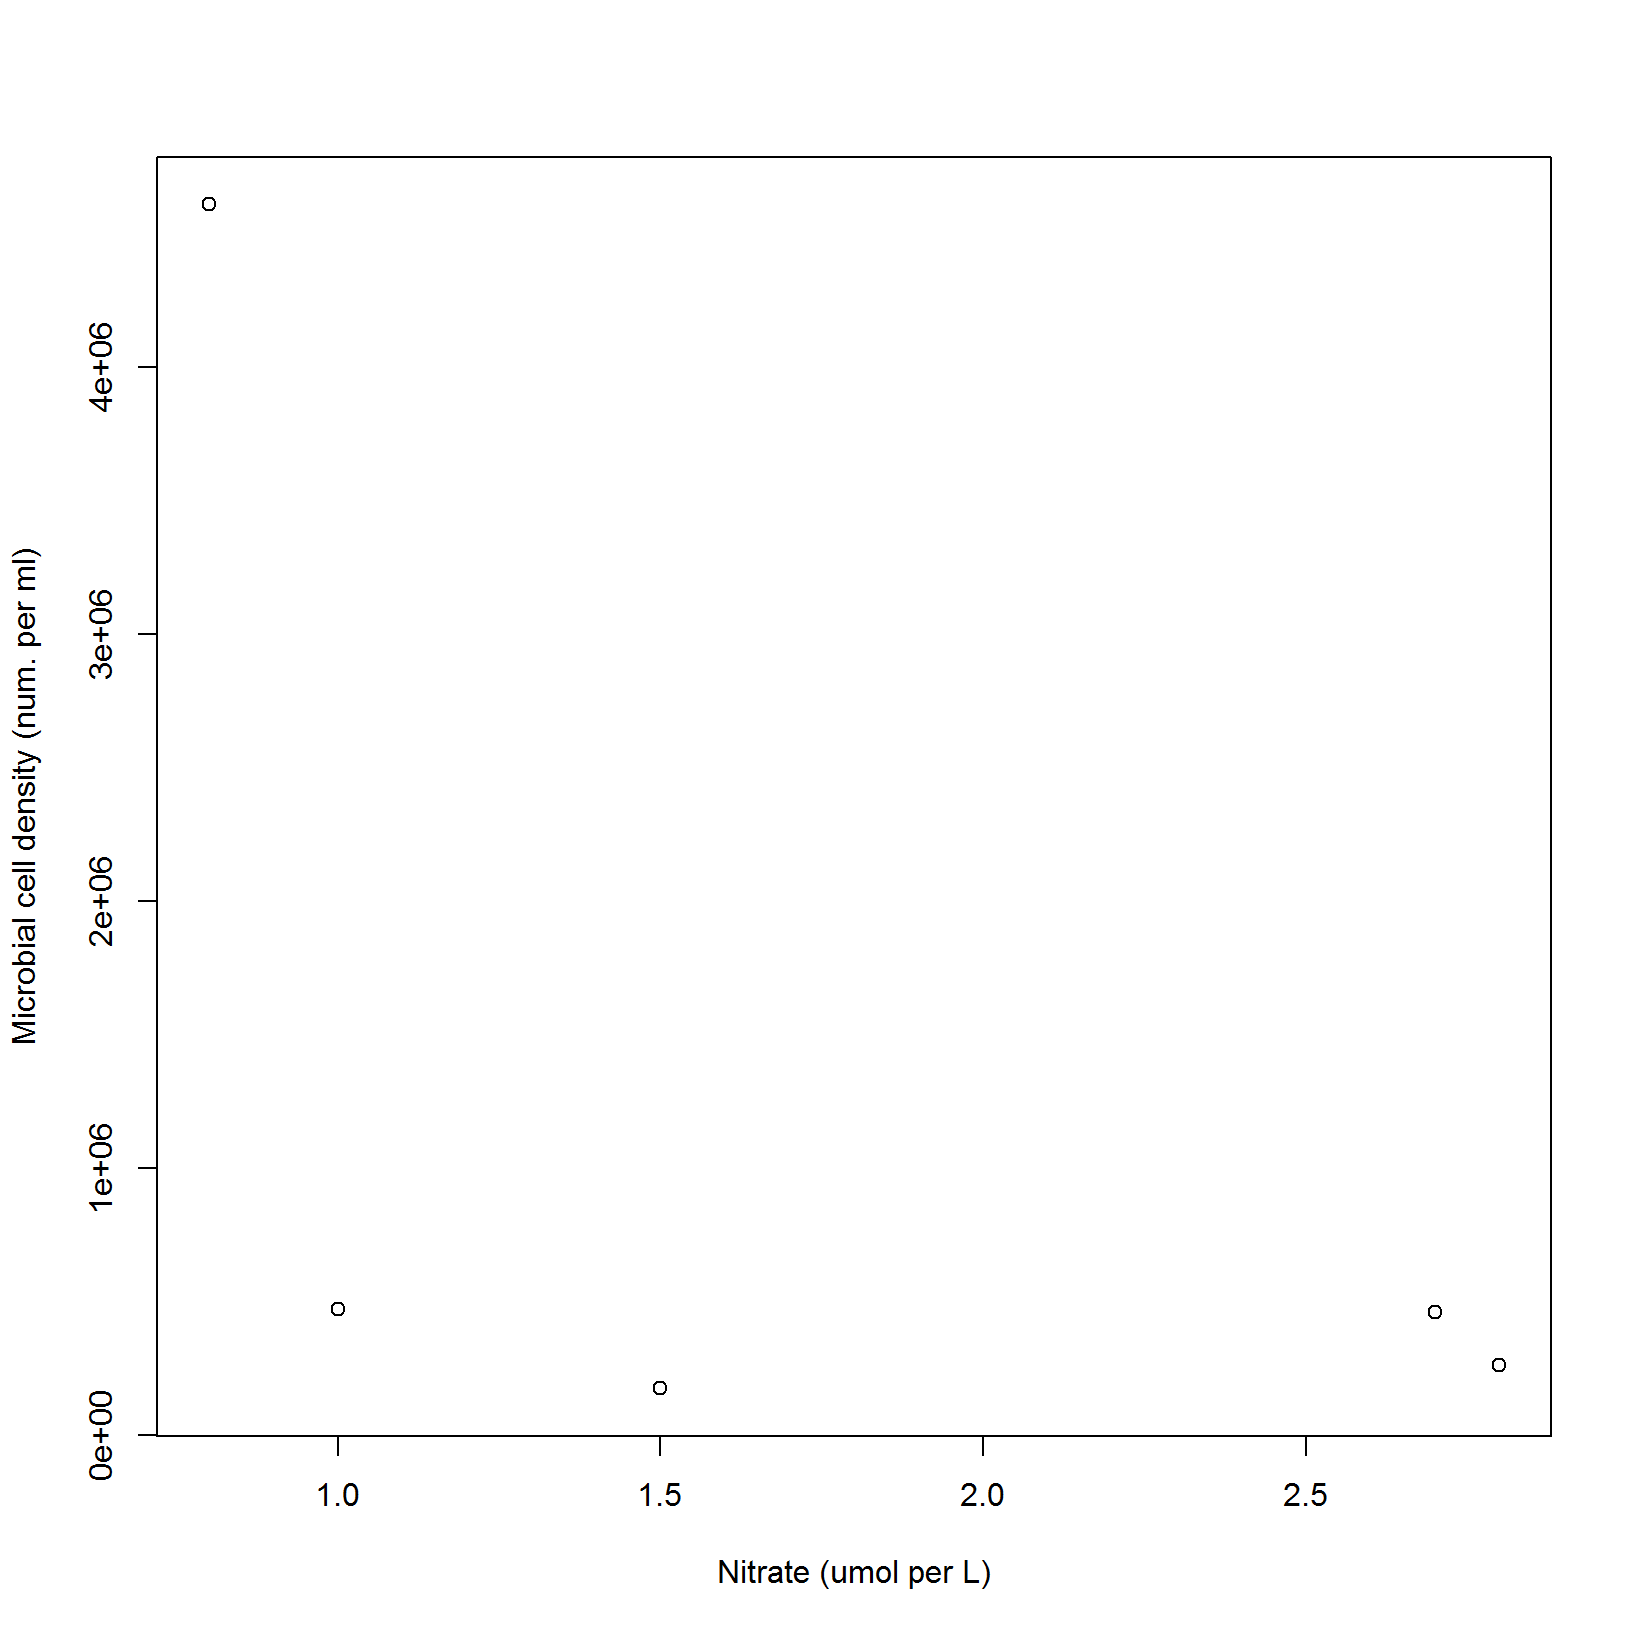 Microbial cell density (num. per ml)
4e+06
3e+06
2e+06
1e+06
0e+00
1.0 1.5 2.0 2.5
Nitrate (umol per L)